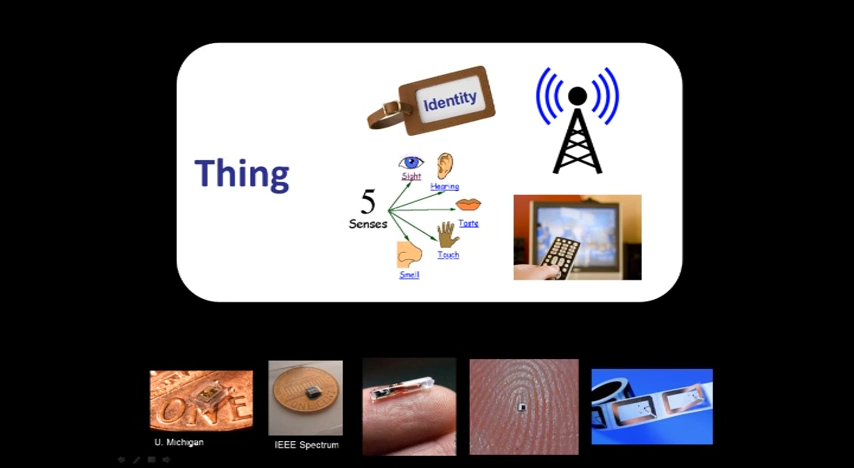 Thing
Identity
5
Senses
Sight
Hearing
Taste
Touch
Smell
ONE
U. Michigan
IEEE Spectrum